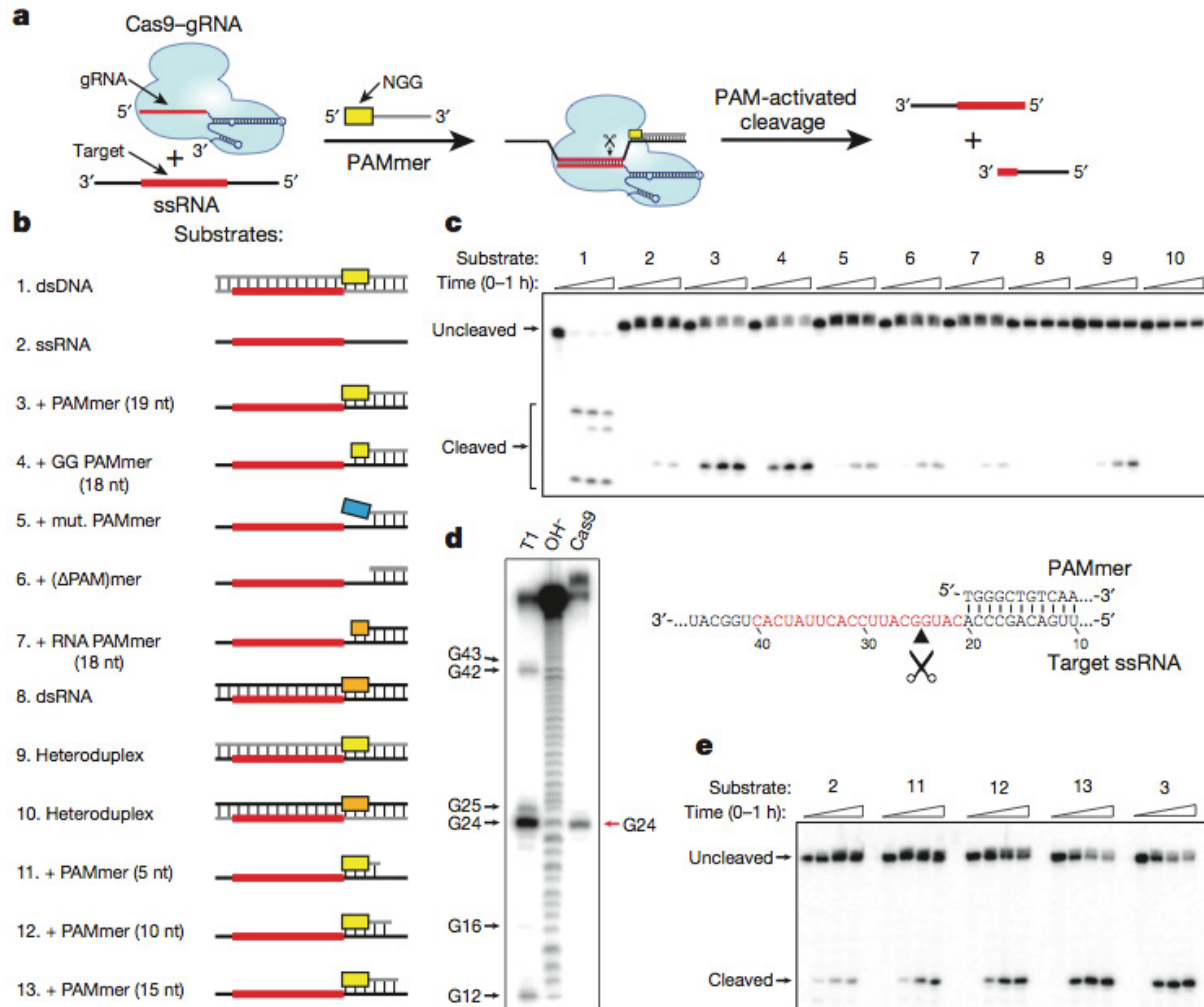 a
Cas9–gRNA
gRNA
5′
3′
+
Target
3′ 5′
ssRNA
NGG
5′ 3′
PAMmer
PAM-activated
cleavage
3′ 5′
+
3′ 5′
b
Substrates:
1. dsDNA
2. ssRNA
3. + PAMmer (19 nt)
4. + GG PAMmer
(18 nt)
5. + mut. PAMmer
6. + (ΔPAM)mer
7. + RNA PAMmer
(18 nt)
8. dsRNA
9. Heteroduplex
10. Heteroduplex
11. + PAMmer (5 nt)
12. + PAMmer (10 nt)
13. + PAMmer (15 nt)
c
Substrate: 1 2 3 4 5 6 7 8 9 10
Time (0–1 h):
Uncleaved
Cleaved
d
T1 OH⁻ Cas9
G43
G42
G25
G24
G16
G12
G24
PAMmer
5′-TGGGCTGTCAA...-3′
3′-...UACGGUCACUAUUCACCUUACGGUACACCCGACAGUU...-5′
40 30 20 10
Target ssRNA
e
Substrate: 2 11 12 13 3
Time (0–1 h):
Uncleaved
Cleaved